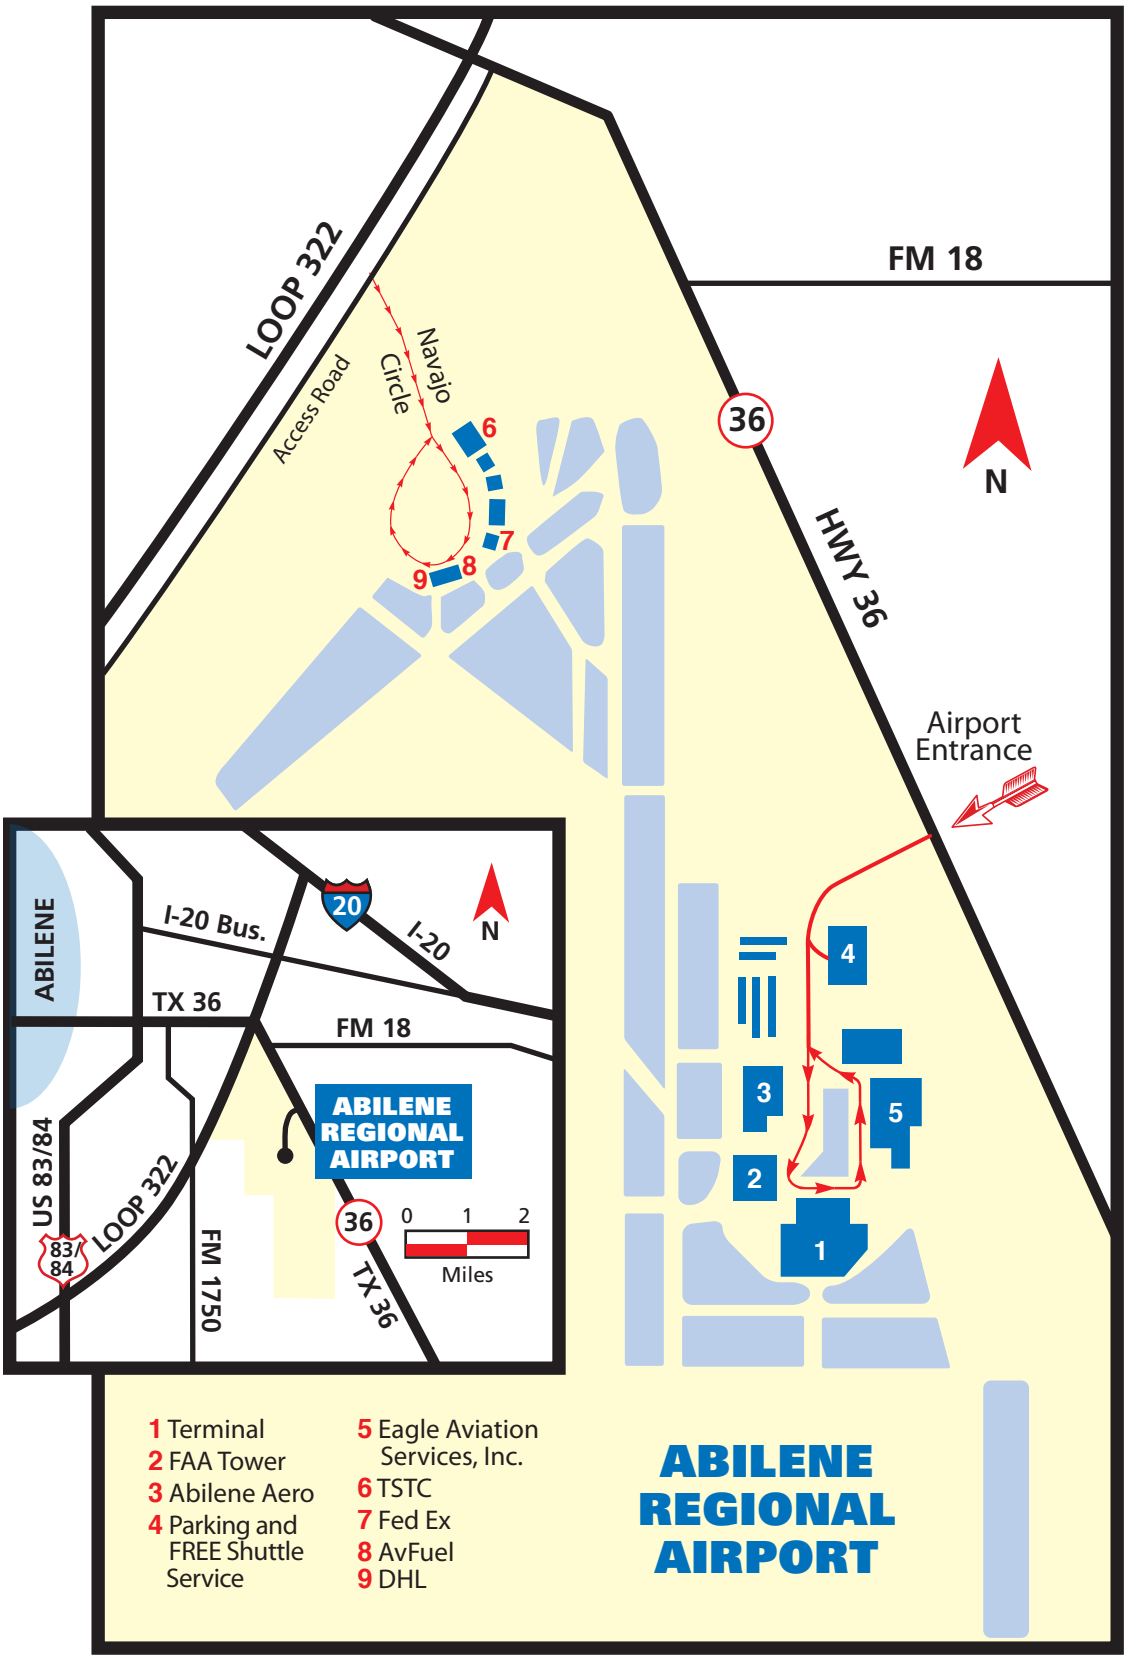 LOOP 322
Access Road
Navajo
Circle
FM 18
36
N
HWY 36
6
7
8
9
Airport
Entrance
4
3
5
2
1
ABILENE
I-20 Bus.
20
I-20
N
TX 36
FM 18
ABILENE
REGIONAL
AIRPORT
US 83/84
LOOP 322
83/
84
FM 1750
36
TX 36
0 1 2
Miles
1 Terminal
2 FAA Tower
3 Abilene Aero
4 Parking and
FREE Shuttle
Service
5 Eagle Aviation
Services, Inc.
6 TSTC
7 Fed Ex
8 AvFuel
9 DHL
ABILENE
REGIONAL
AIRPORT